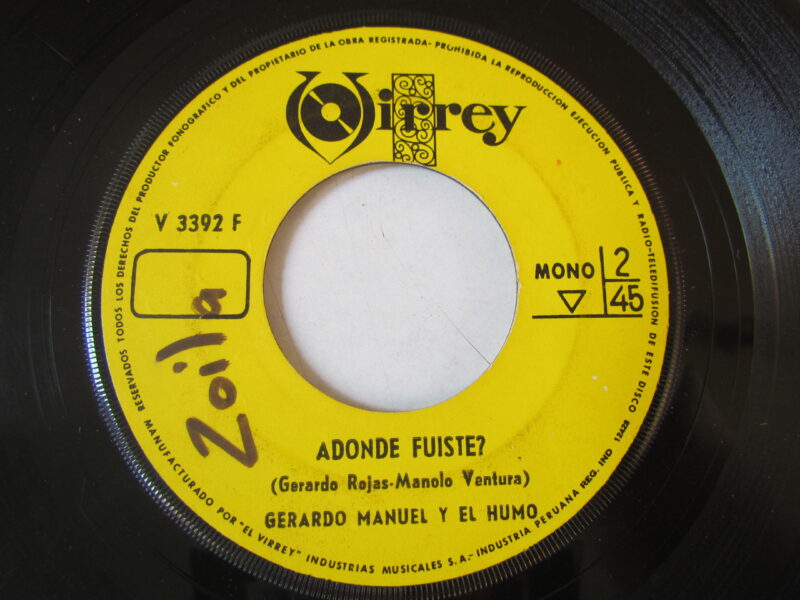 RESERVADOS TODOS LOS DERECHOS DEL PRODUCTOR FONOGRAFICO Y DEL PROPIETARIO DE LA OBRA REGISTRADA - PROHIBIDA LA REPRODUCCION EJECUCION PUBLICA Y RADIO-TELEDIFUSION DE ESTE DISCO
Virrey
V 3392 F
MONO 2
45
Zoila
ADONDE FUISTE?
(Gerardo Rojas-Manolo Ventura)
GERARDO MANUEL Y EL HUMO
MANUFACTURADO POR "EL VIRREY" INDUSTRIAS MUSICALES S.A. - INDUSTRIA PERUANA REG. IND 12428